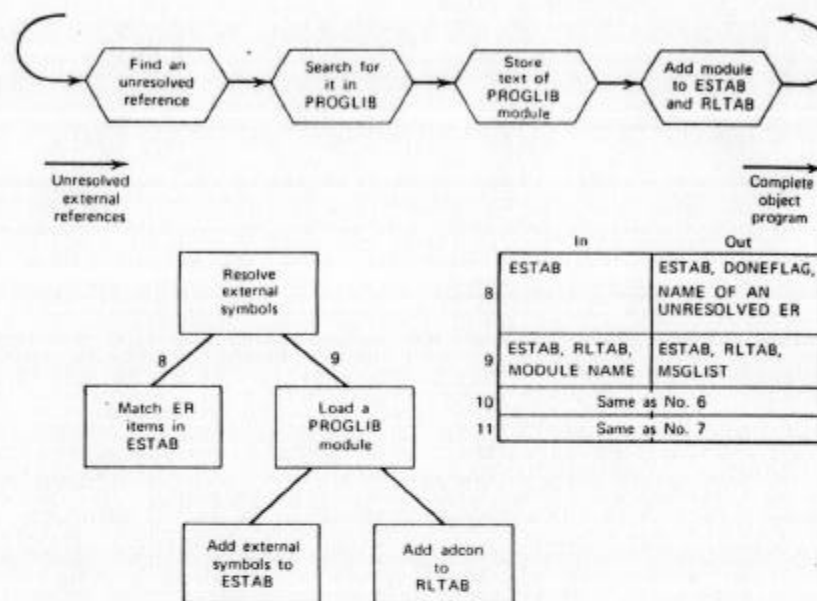 Find an
unresolved
reference
Search for
it in
PROGLIB
Store
text of
PROGLIB
module
Add module
to ESTAB
and RLTAB
Unresolved
external
references
Complete
object
program
Resolve
external
symbols
8
9
Match ER
items in
ESTAB
Load a
PROGLIB
module
Add external
symbols to
ESTAB
Add adcon
to
RLTAB
In
Out
8
ESTAB
ESTAB, DONEFLAG,
NAME OF AN
UNRESOLVED ER
9
ESTAB, RLTAB,
MODULE NAME
ESTAB, RLTAB,
MSGLIST
10
Same as No. 6
11
Same as No. 7